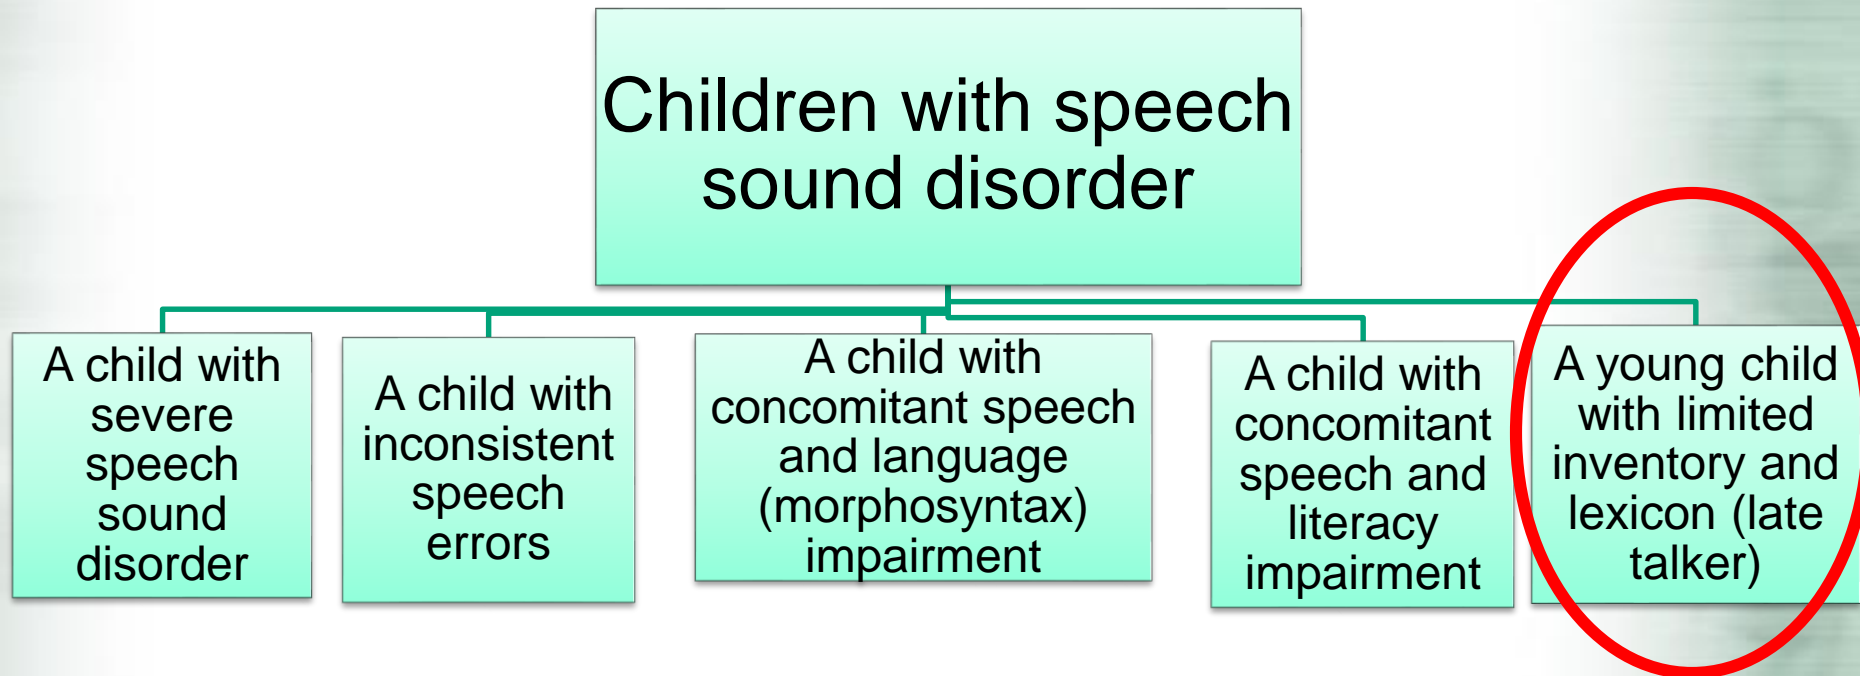 Children with speech
sound disorder
A child with
severe
speech
sound
disorder
A child with
inconsistent
speech
errors
A child with
concomitant speech
and language
(morphosyntax)
impairment
A child with
concomitant
speech and
literacy
impairment
A young child
with limited
inventory and
lexicon (late
talker)